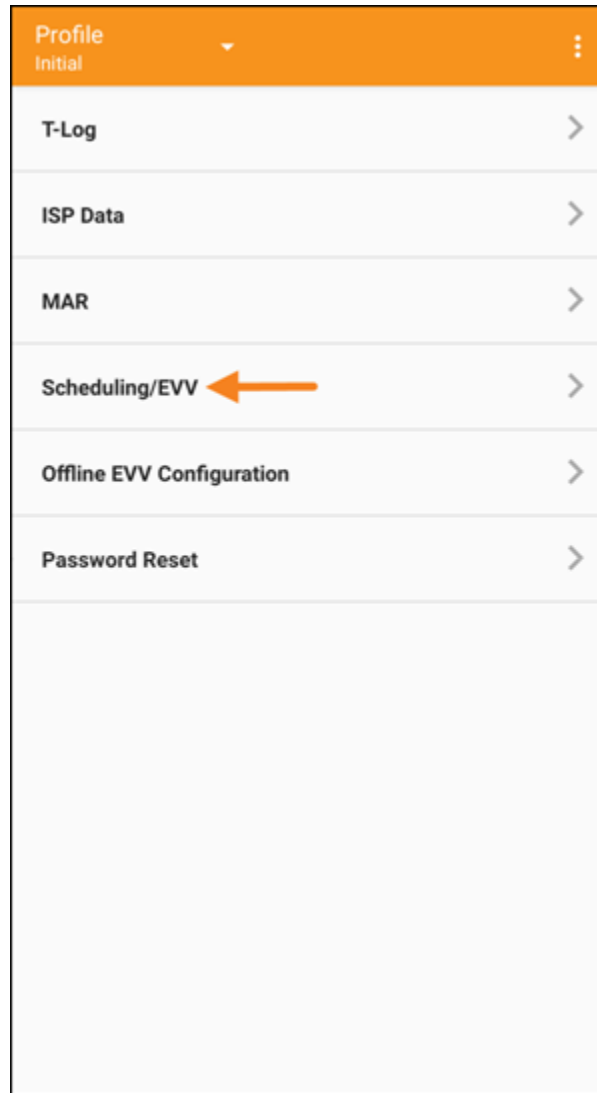 Profile
Initial
T-Log
ISP Data
MAR
Scheduling/EVV
Offline EVV Configuration
Password Reset